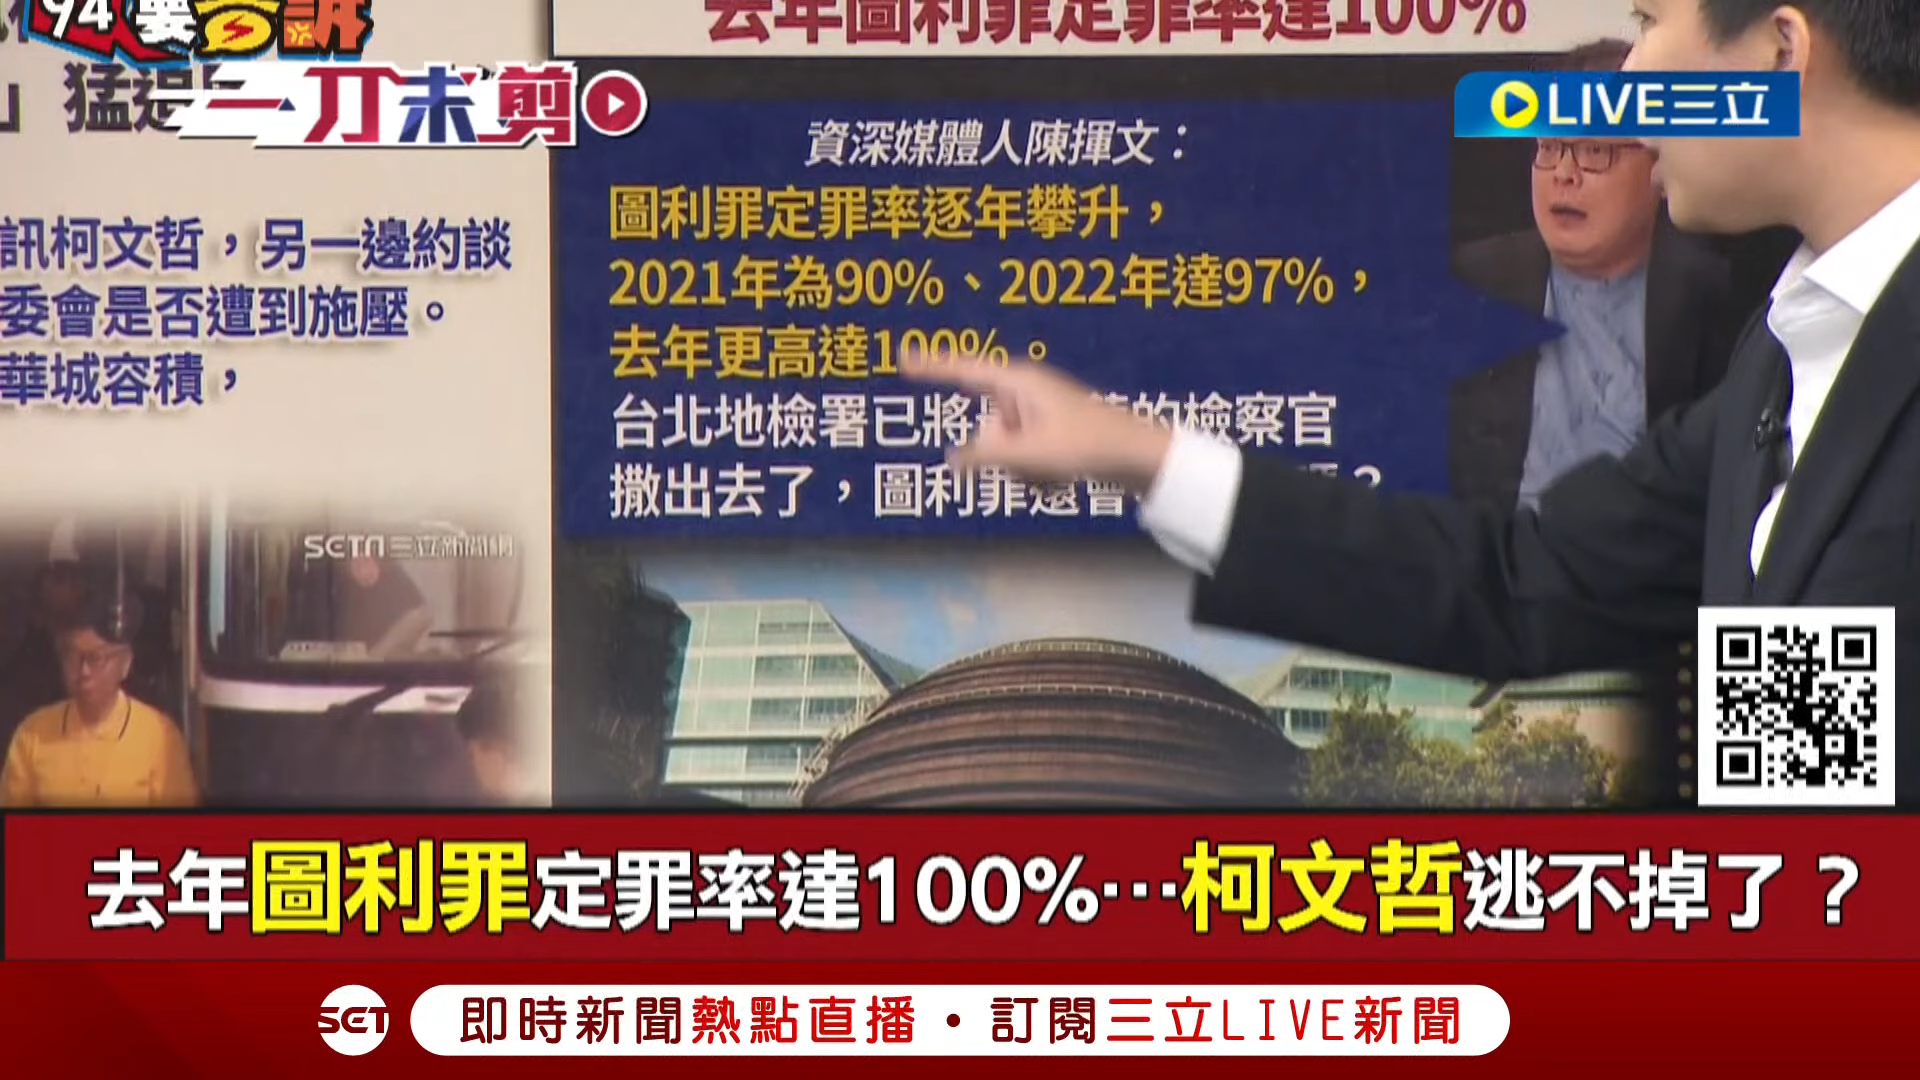 94要客訴
一刀未剪
去年圖利罪定罪率達100%
LIVE三立
」猛追
訊柯文哲，另一邊約談
委會是否遭到施壓。
華城容積，
資深媒體人陳揮文：
圖利罪定罪率逐年攀升，
2021年為90%、2022年達97%，
去年更高達100%。
台北地檢署已將 的檢察官
撒出去了，圖利罪還會 ？
SETN三立新聞網
去年圖利罪定罪率達100%…柯文哲逃不掉了？
SET
即時新聞熱點直播・訂閱三立LIVE新聞